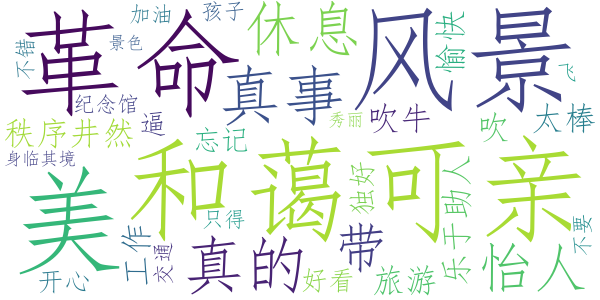 加油
孩子
不错
景色
革命
休息
风景
愉快
飞
纪念馆
逼
真事
秀丽
吹牛
吹
太棒
秩序井然
忘记
身临其境
和蔼可亲
美
独好
乐于助人
只得
工作
交通
真的
带
不要
怡人
开心
好看
旅游